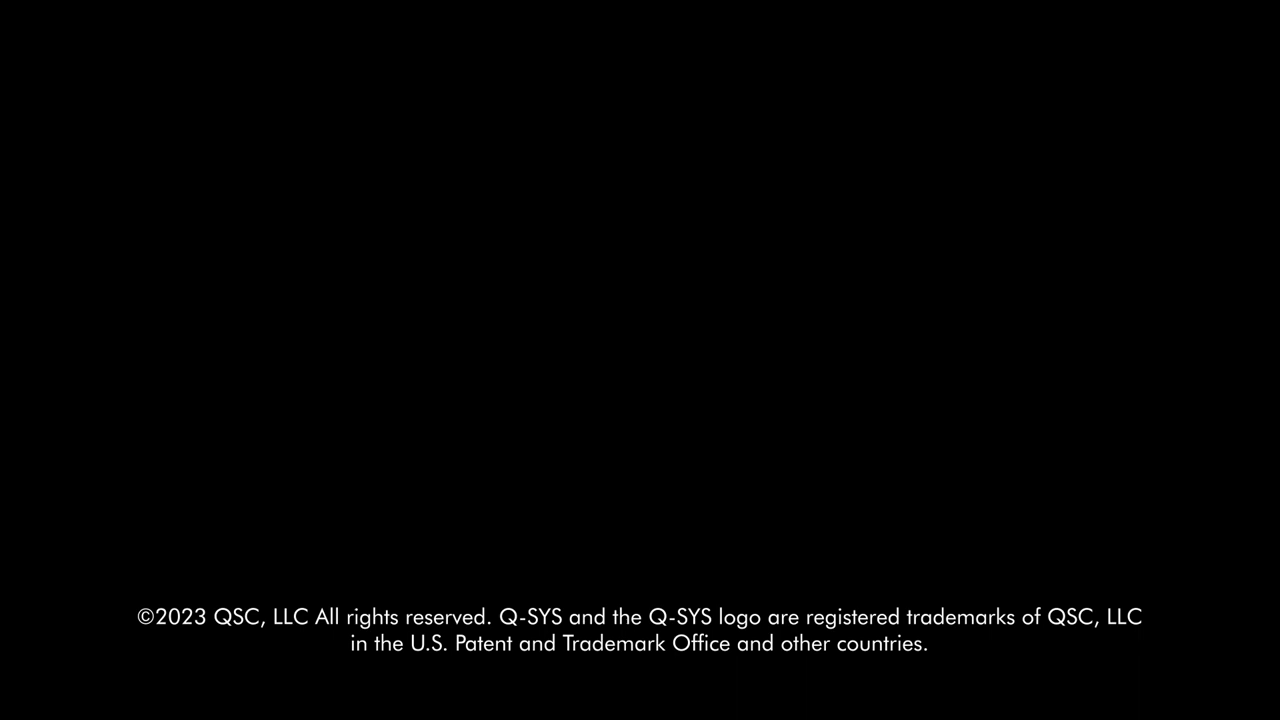 ©2023 QSC, LLC All rights reserved. Q-SYS and the Q-SYS logo are registered trademarks of QSC, LLC
in the U.S. Patent and Trademark Office and other countries.